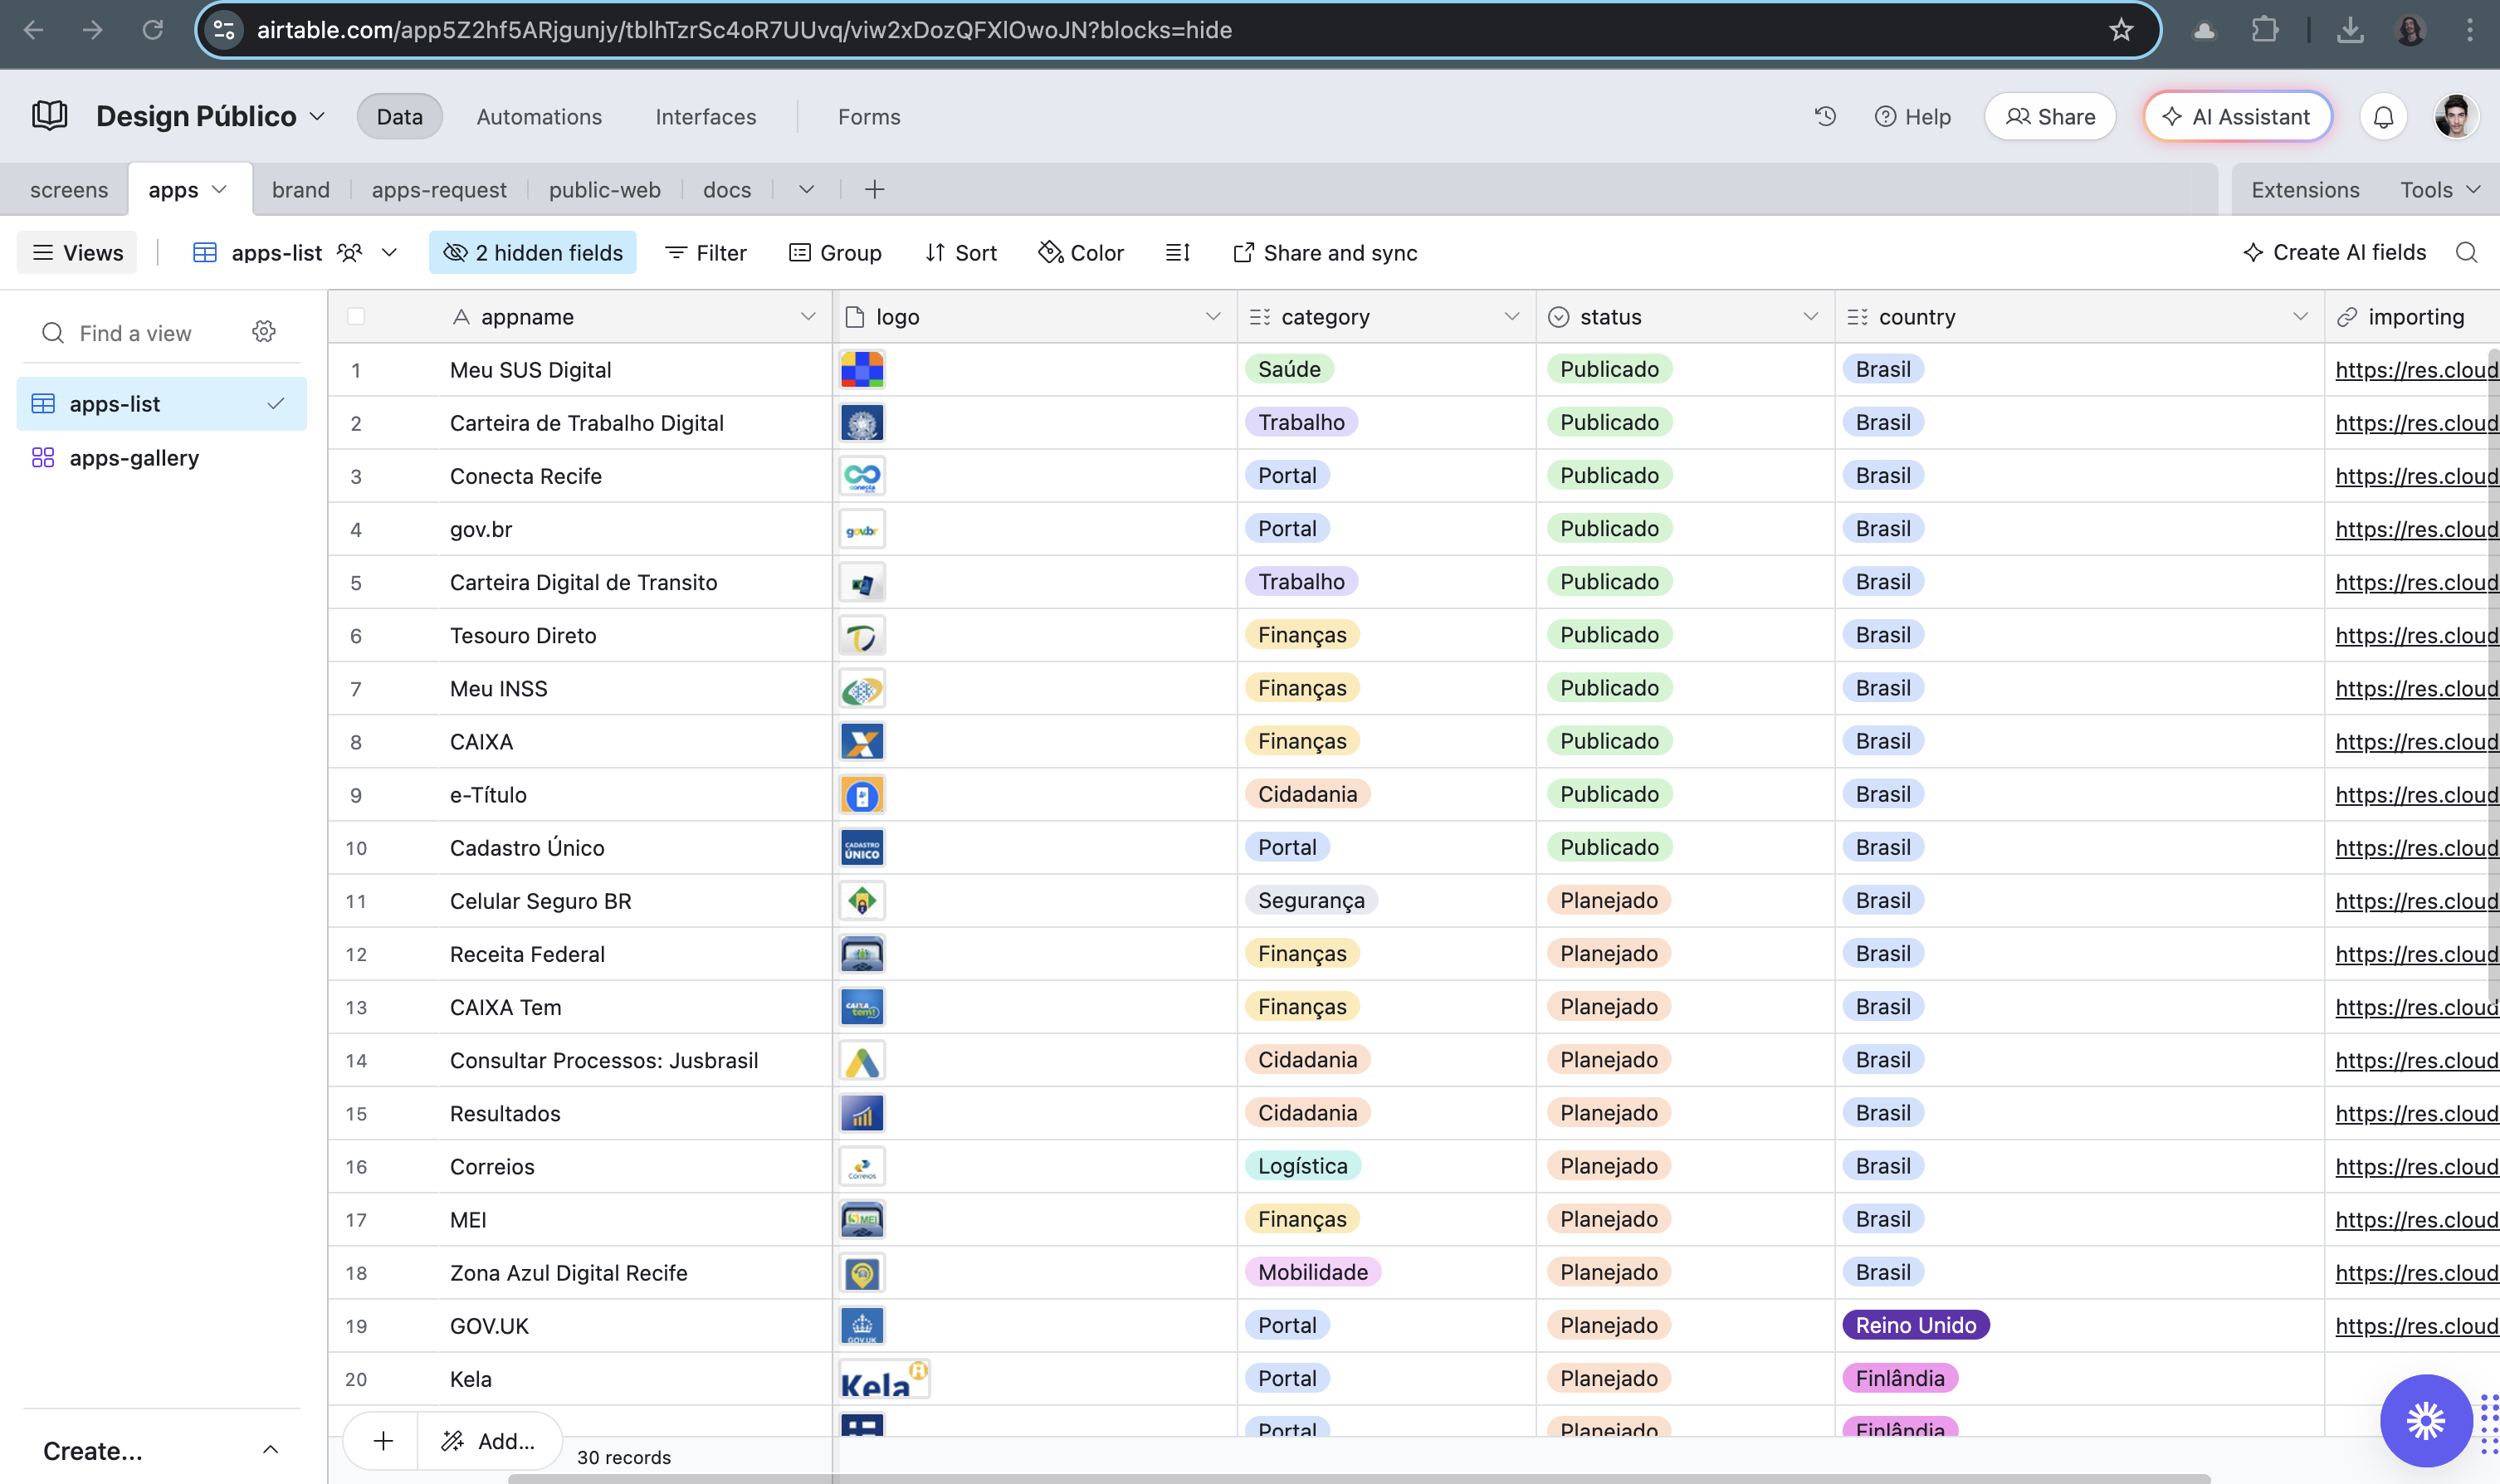 airtable.com/app5Z2hf5ARjgunjy/tblhTzrSc4oR7UUvq/viw2xDozQFXlOwoJN?blocks=hide
Design Público Data Automations Interfaces Forms Help Share AI Assistant
screens apps brand apps-request public-web docs Extensions Tools
Views apps-list 2 hidden fields Filter Group Sort Color Share and sync Create AI fields
Find a view
apps-list
apps-gallery
appname logo category status country importing
1 Meu SUS Digital Saúde Publicado Brasil https://res.cloud
2 Carteira de Trabalho Digital Trabalho Publicado Brasil https://res.cloud
3 Conecta Recife conecta Portal Publicado Brasil https://res.cloud
4 gov.br gov.br Portal Publicado Brasil https://res.cloud
5 Carteira Digital de Transito Trabalho Publicado Brasil https://res.cloud
6 Tesouro Direto Finanças Publicado Brasil https://res.cloud
7 Meu INSS Finanças Publicado Brasil https://res.cloud
8 CAIXA Finanças Publicado Brasil https://res.cloud
9 e-Título Cidadania Publicado Brasil https://res.cloud
10 Cadastro Único CADASTRO ÚNICO Portal Publicado Brasil https://res.cloud
11 Celular Seguro BR Segurança Planejado Brasil https://res.cloud
12 Receita Federal Finanças Planejado Brasil https://res.cloud
13 CAIXA Tem CAIXA tem! Finanças Planejado Brasil https://res.cloud
14 Consultar Processos: Jusbrasil Cidadania Planejado Brasil https://res.cloud
15 Resultados Cidadania Planejado Brasil https://res.cloud
16 Correios Correios Logística Planejado Brasil https://res.cloud
17 MEI MEI Finanças Planejado Brasil https://res.cloud
18 Zona Azul Digital Recife Mobilidade Planejado Brasil https://res.cloud
19 GOV.UK GOV.UK Portal Planejado Reino Unido https://res.cloud
20 Kela Kela Portal Planejado Finlândia
Portal Planejado Finlândia
Create... Add... 30 records